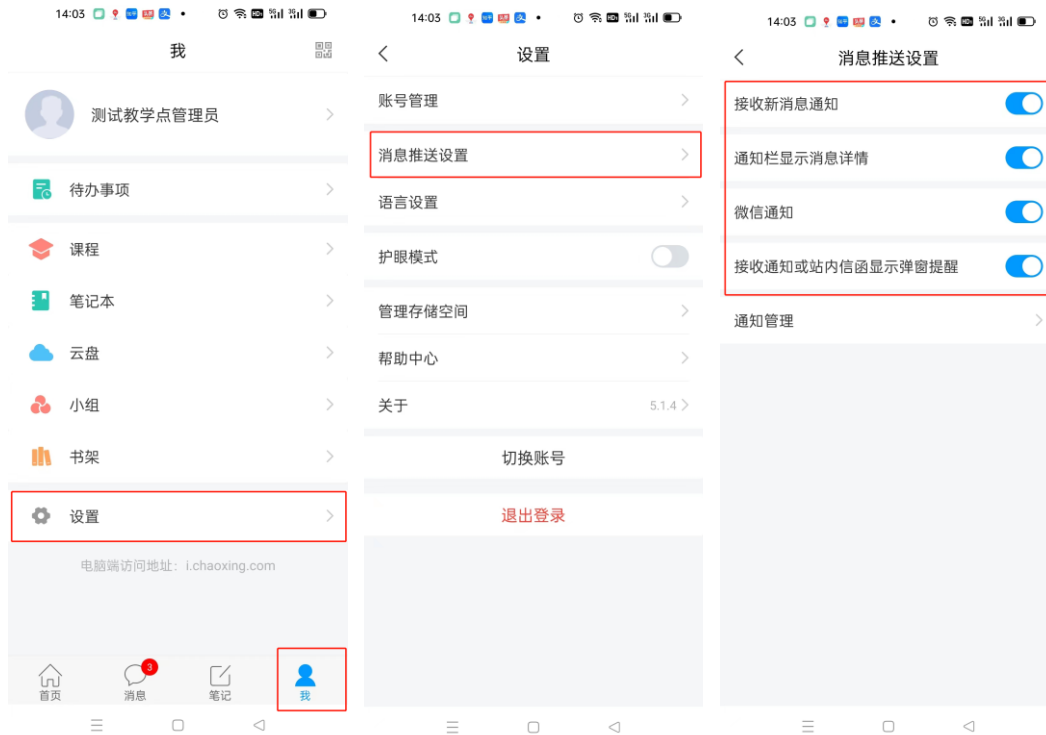 14:03
我
测试教学点管理员
待办事项
课程
笔记本
云盘
小组
书架
设置
电脑端访问地址：i.chaoxing.com
3
首页
消息
笔记
我
14:03
设置
账号管理
消息推送设置
语言设置
护眼模式
管理存储空间
帮助中心
关于
5.1.4
切换账号
退出登录
14:03
消息推送设置
接收新消息通知
通知栏显示消息详情
微信通知
接收通知或站内信函显示弹窗提醒
通知管理